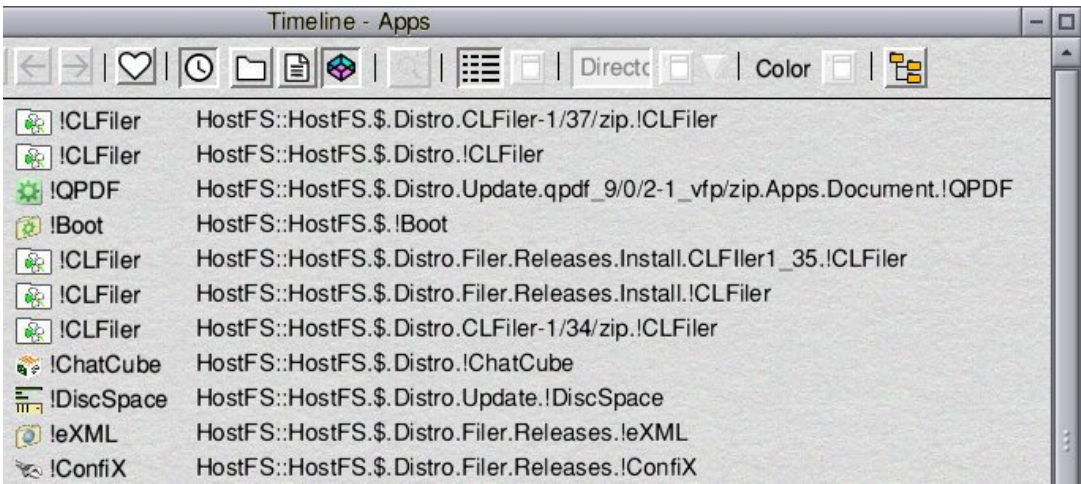 Timeline - Apps
Directo Color
!CLFiler HostFS::HostFS.$.Distro.CLFiler-1/37/zip.!CLFiler
!CLFiler HostFS::HostFS.$.Distro.!CLFiler
!QPDF HostFS::HostFS.$.Distro.Update.qpdf_9/0/2-1_vfp/zip.Apps.Document.!QPDF
!Boot HostFS::HostFS.$.!Boot
!CLFiler HostFS::HostFS.$.Distro.Filer.Releases.Install.CLFIler1_35.!CLFiler
!CLFiler HostFS::HostFS.$.Distro.Filer.Releases.Install.!CLFiler
!CLFiler HostFS::HostFS.$.Distro.CLFiler-1/34/zip.!CLFiler
!ChatCube HostFS::HostFS.$.Distro.!ChatCube
!DiscSpace HostFS::HostFS.$.Distro.Update.!DiscSpace
!eXML HostFS::HostFS.$.Distro.Filer.Releases.!eXML
!ConfiX HostFS::HostFS.$.Distro.Filer.Releases.!ConfiX